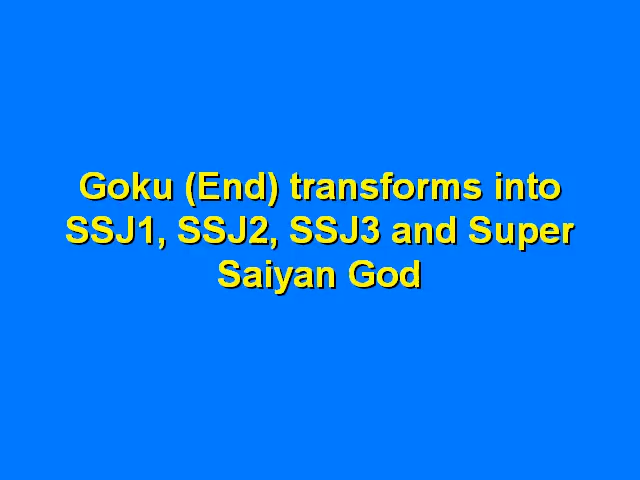 Goku (End) transforms into
SSJ1, SSJ2, SSJ3 and Super
Saiyan God